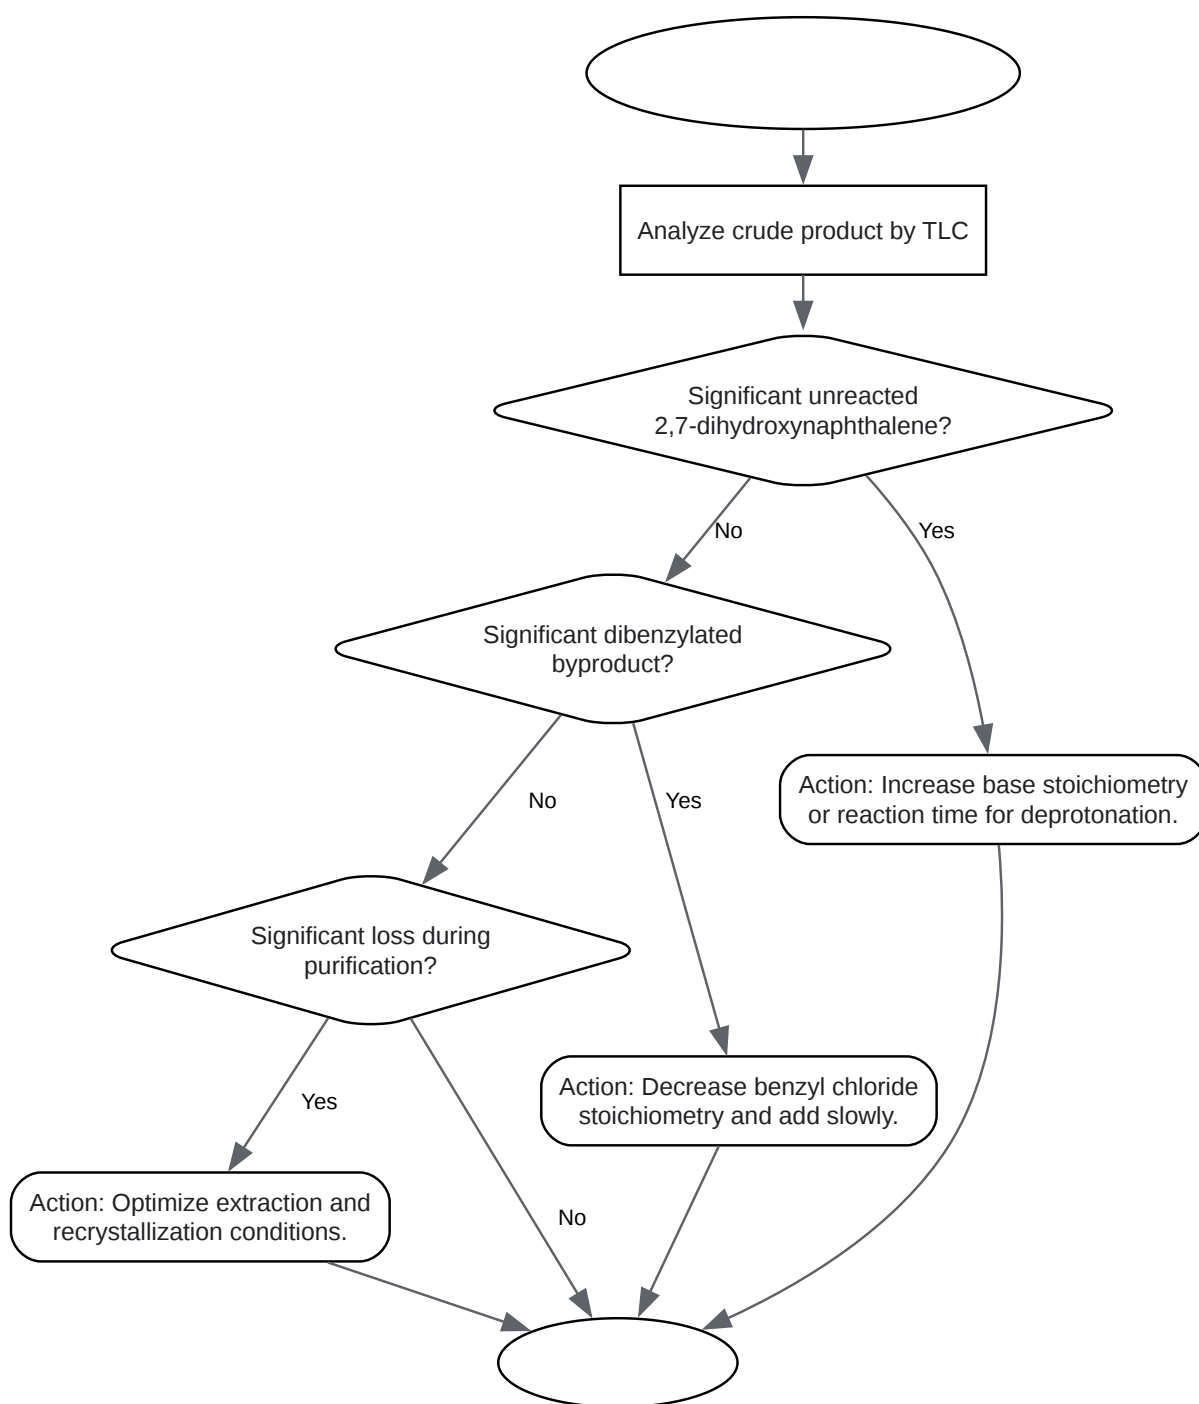 Analyze crude product by TLC
Significant unreacted
2,7-dihydroxynaphthalene?
No
Yes
Significant dibenzylated
byproduct?
Action: Increase base stoichiometry
or reaction time for deprotonation.
No
Yes
Significant loss during
purification?
Action: Decrease benzyl chloride
stoichiometry and add slowly.
Yes
Action: Optimize extraction and
recrystallization conditions.
No